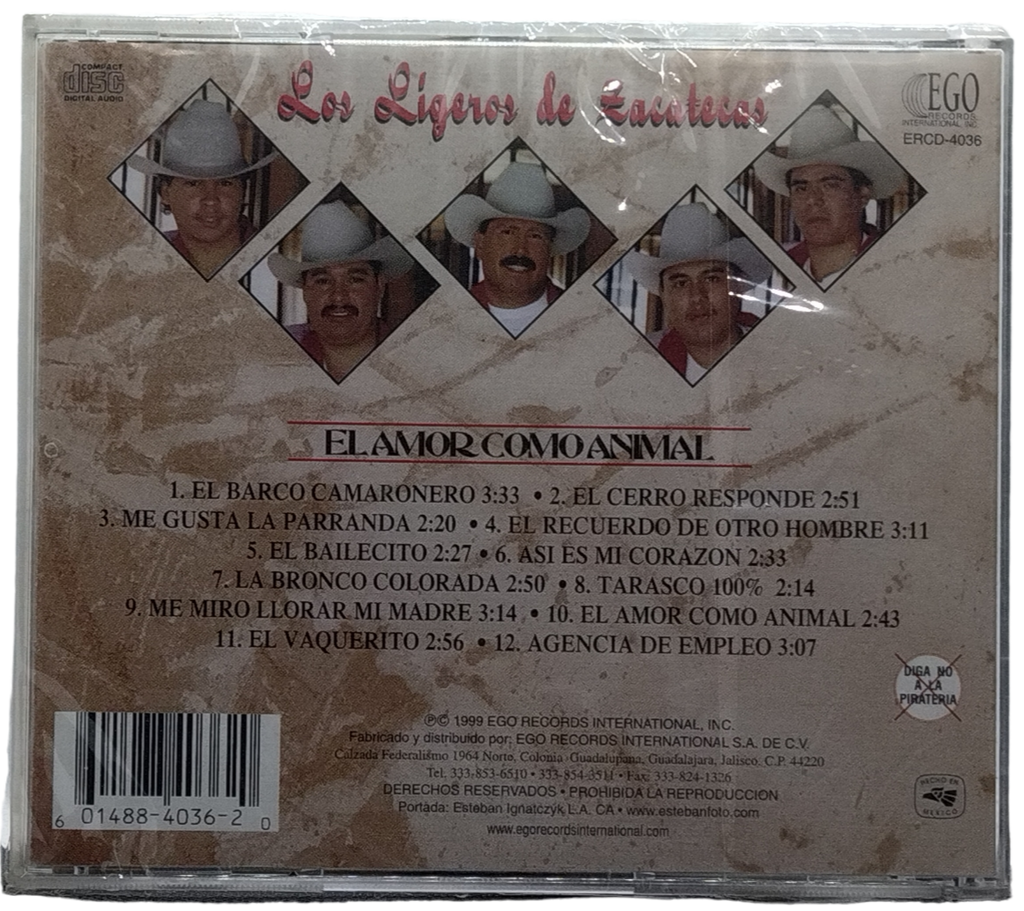 COMPACT
disc
DIGITAL AUDIO
Los Ligeros de Zacatecas
EGO
RECORDS
INTERNATIONAL, INC.
ERCD-4036
EL AMOR COMO ANIMAL
1. EL BARCO CAMARONERO 3:33 • 2. EL CERRO RESPONDE 2:51
3. ME GUSTA LA PARRANDA 2:20 • 4. EL RECUERDO DE OTRO HOMBRE 3:11
5. EL BAILECITO 2:27 • 6. ASI ES MI CORAZON 2:33
7. LA BRONCO COLORADA 2:50 • 8. TARASCO 100% 2:14
9. ME MIRO LLORAR MI MADRE 3:14 • 10. EL AMOR COMO ANIMAL 2:43
11. EL VAQUERITO 2:56 • 12. AGENCIA DE EMPLEO 3:07
DIGA NO
A LA
PIRATERIA
℗© 1999 EGO RECORDS INTERNATIONAL, INC.
Fabricado y distribuido por: EGO RECORDS INTERNATIONAL S.A. DE C.V.
Calzada Federalismo 1964 Norte, Colonia Guadalupana, Guadalajara, Jalisco. C.P. 44220
Tel. 333-853-6510 • 333-854-3511 • Fax: 333-824-1326
DERECHOS RESERVADOS • PROHIBIDA LA REPRODUCCION
Portada: Esteban Ignatczyk, L.A. CA • www.estebanfoto.com
www.egorecordsinternational.com
6 01488-4036-2 0
HECHO EN
MEXICO